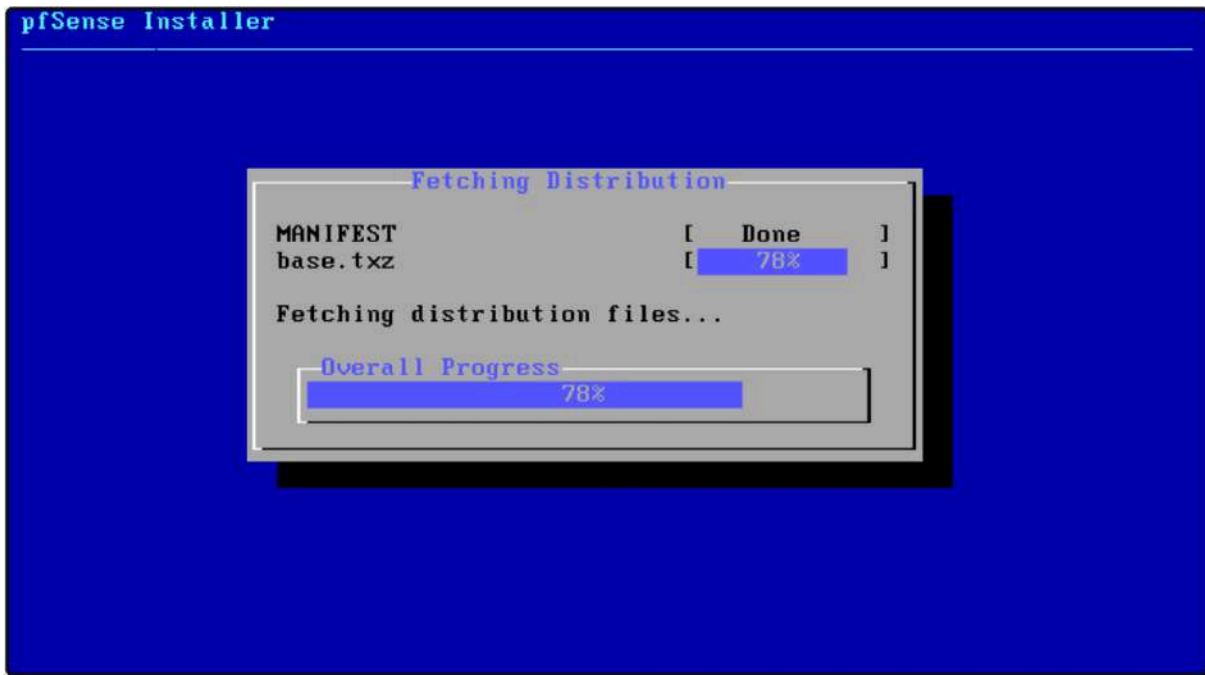 pfSense Installer
Fetching Distribution
MANIFEST [ Done ]
base.txz [ 78% ]
Fetching distribution files...
Overall Progress
78%